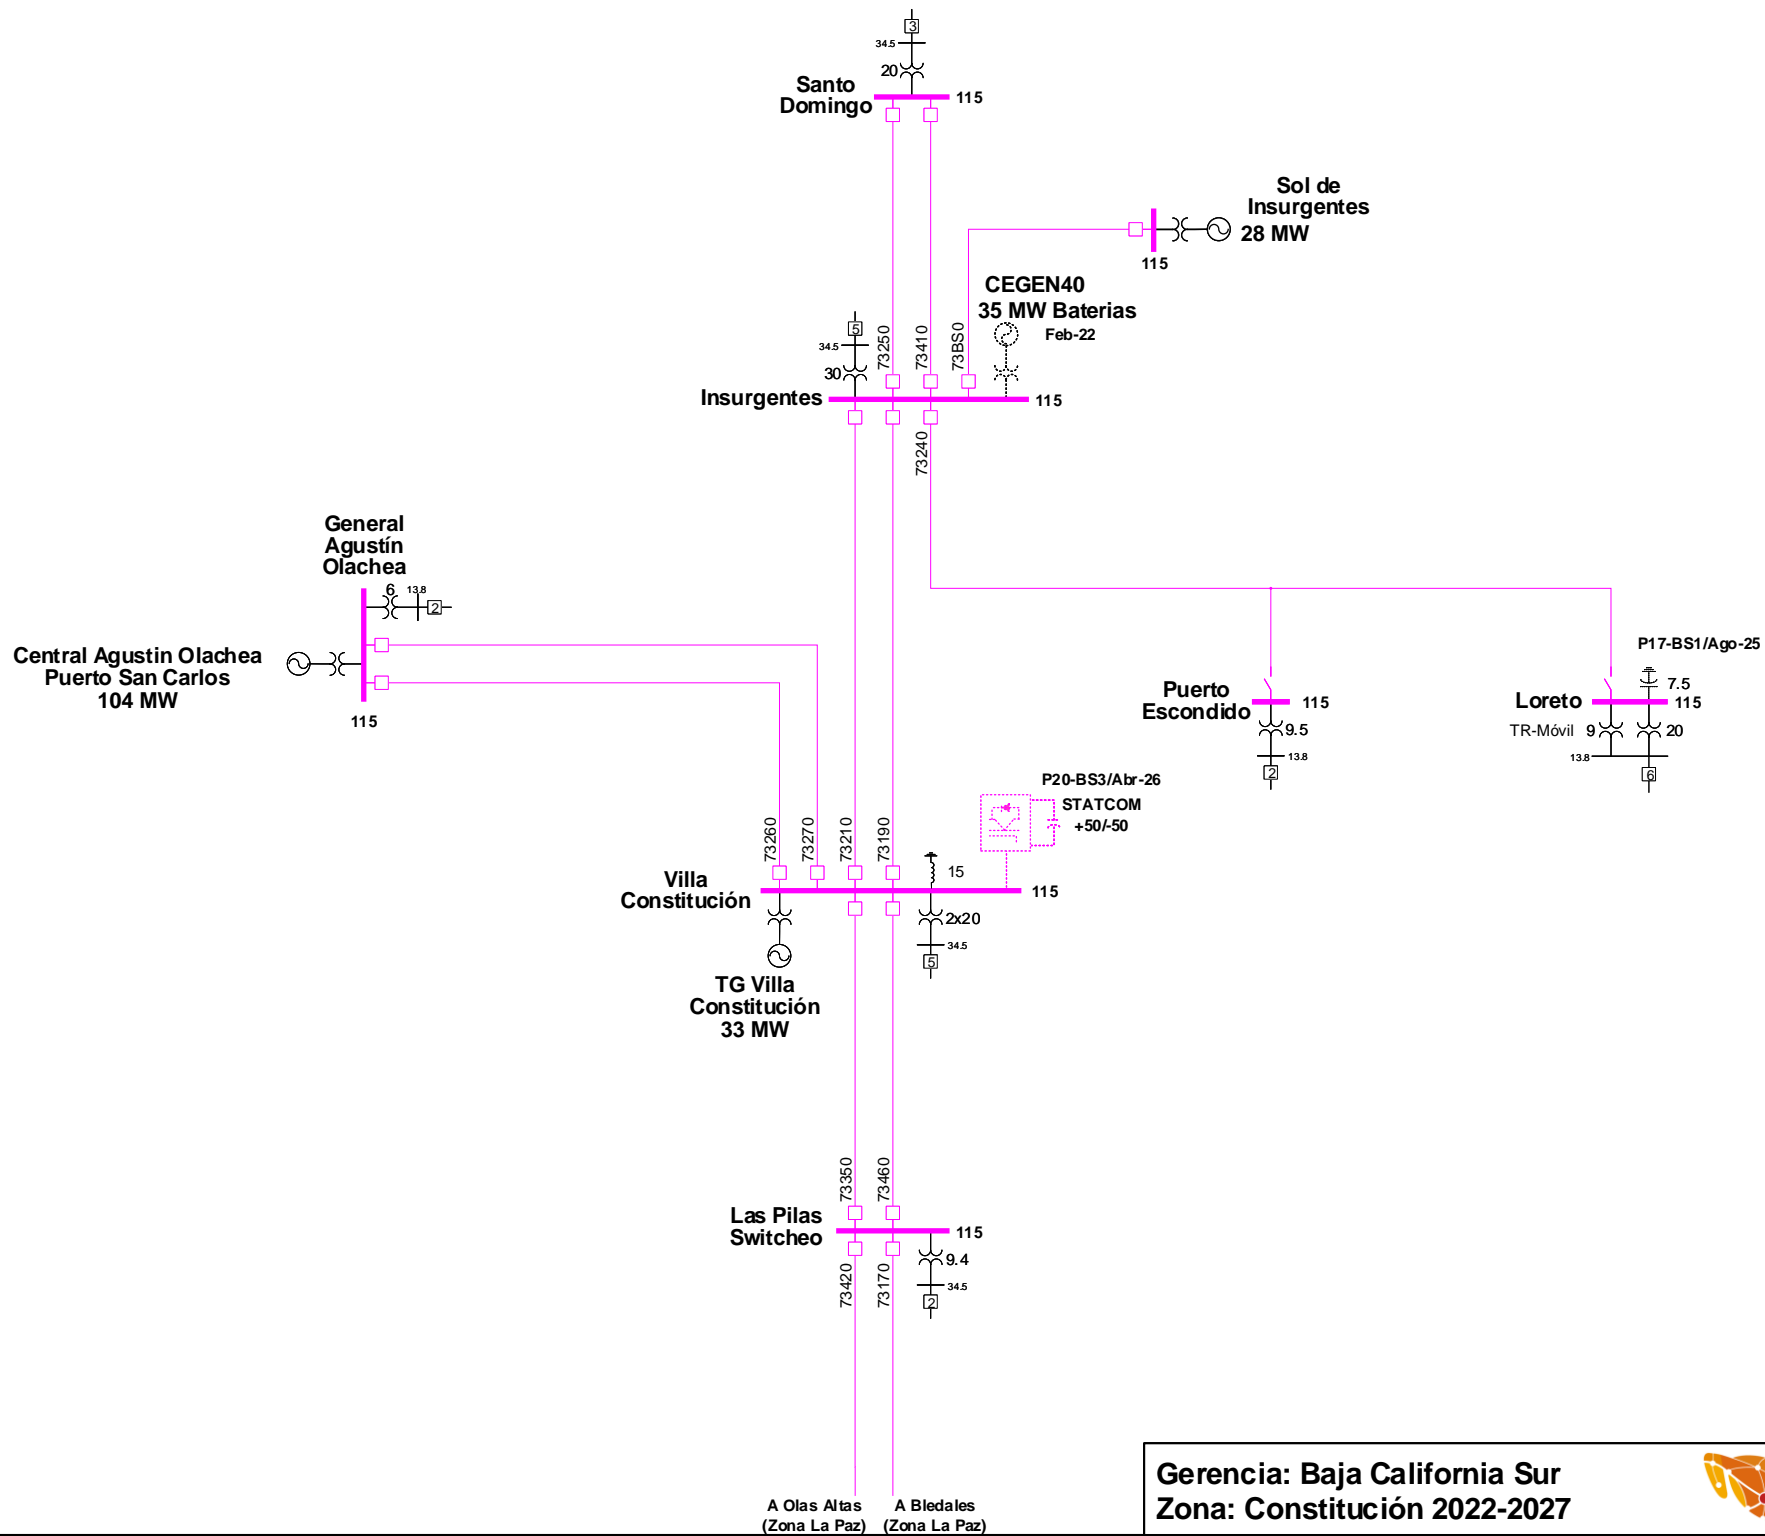 3
34.5
20
Santo
Domingo
115
Sol de
Insurgentes
28 MW
115
CEGEN40
35 MW Baterias
Feb-22
5
34.5
30
73250
73410
73BS0
Insurgentes
115
73240
General
Agustín
Olachea
6
13.8
2
Central Agustin Olachea
Puerto San Carlos
104 MW
115
P17-BS1/Ago-25
7.5
Puerto
Escondido
115
9.5
13.8
2
Loreto
115
TR-Móvil
9
20
13.8
6
P20-BS3/Abr-26
STATCOM
+50/-50
73260
73270
73210
73190
15
Villa
Constitución
115
2x20
34.5
5
TG Villa
Constitución
33 MW
73350
73460
Las Pilas
Switcheo
115
9.4
34.5
2
73420
73170
A Olas Altas
(Zona La Paz)
A Bledales
(Zona La Paz)
Gerencia: Baja California Sur
Zona: Constitución 2022-2027